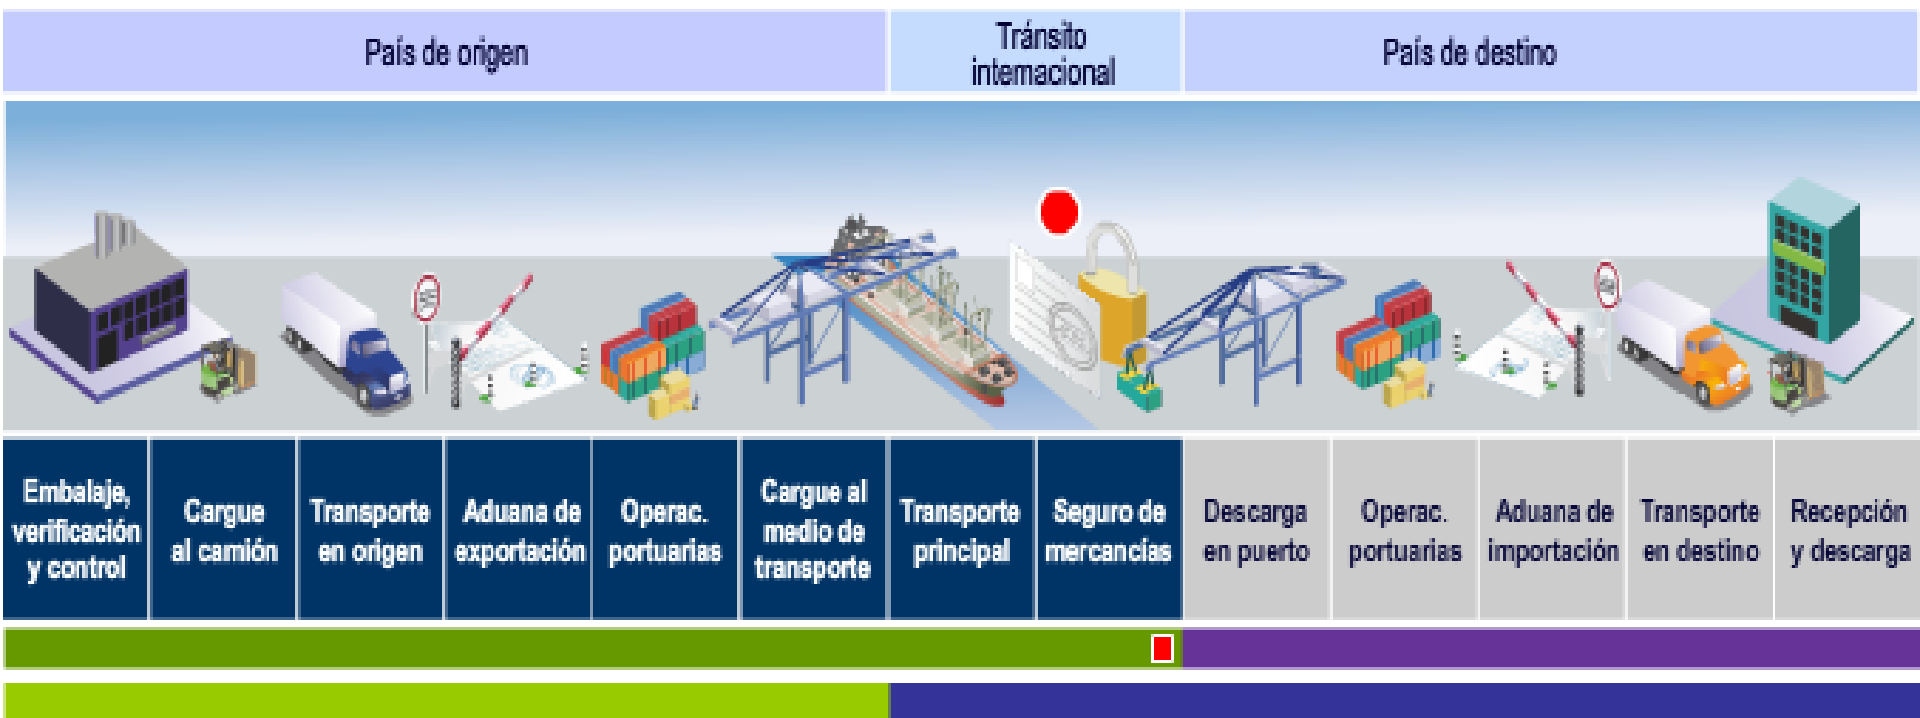 País de origen
Tránsito
internacional
País de destino
Embalaje,
verificación
y control
Cargue
al camión
Transporte
en origen
Aduana de
exportación
Operac.
portuarias
Cargue al
medio de
transporte
Transporte
principal
Seguro de
mercancías
Descarga
en puerto
Operac.
portuarias
Aduana de
importación
Transporte
en destino
Recepción
y descarga